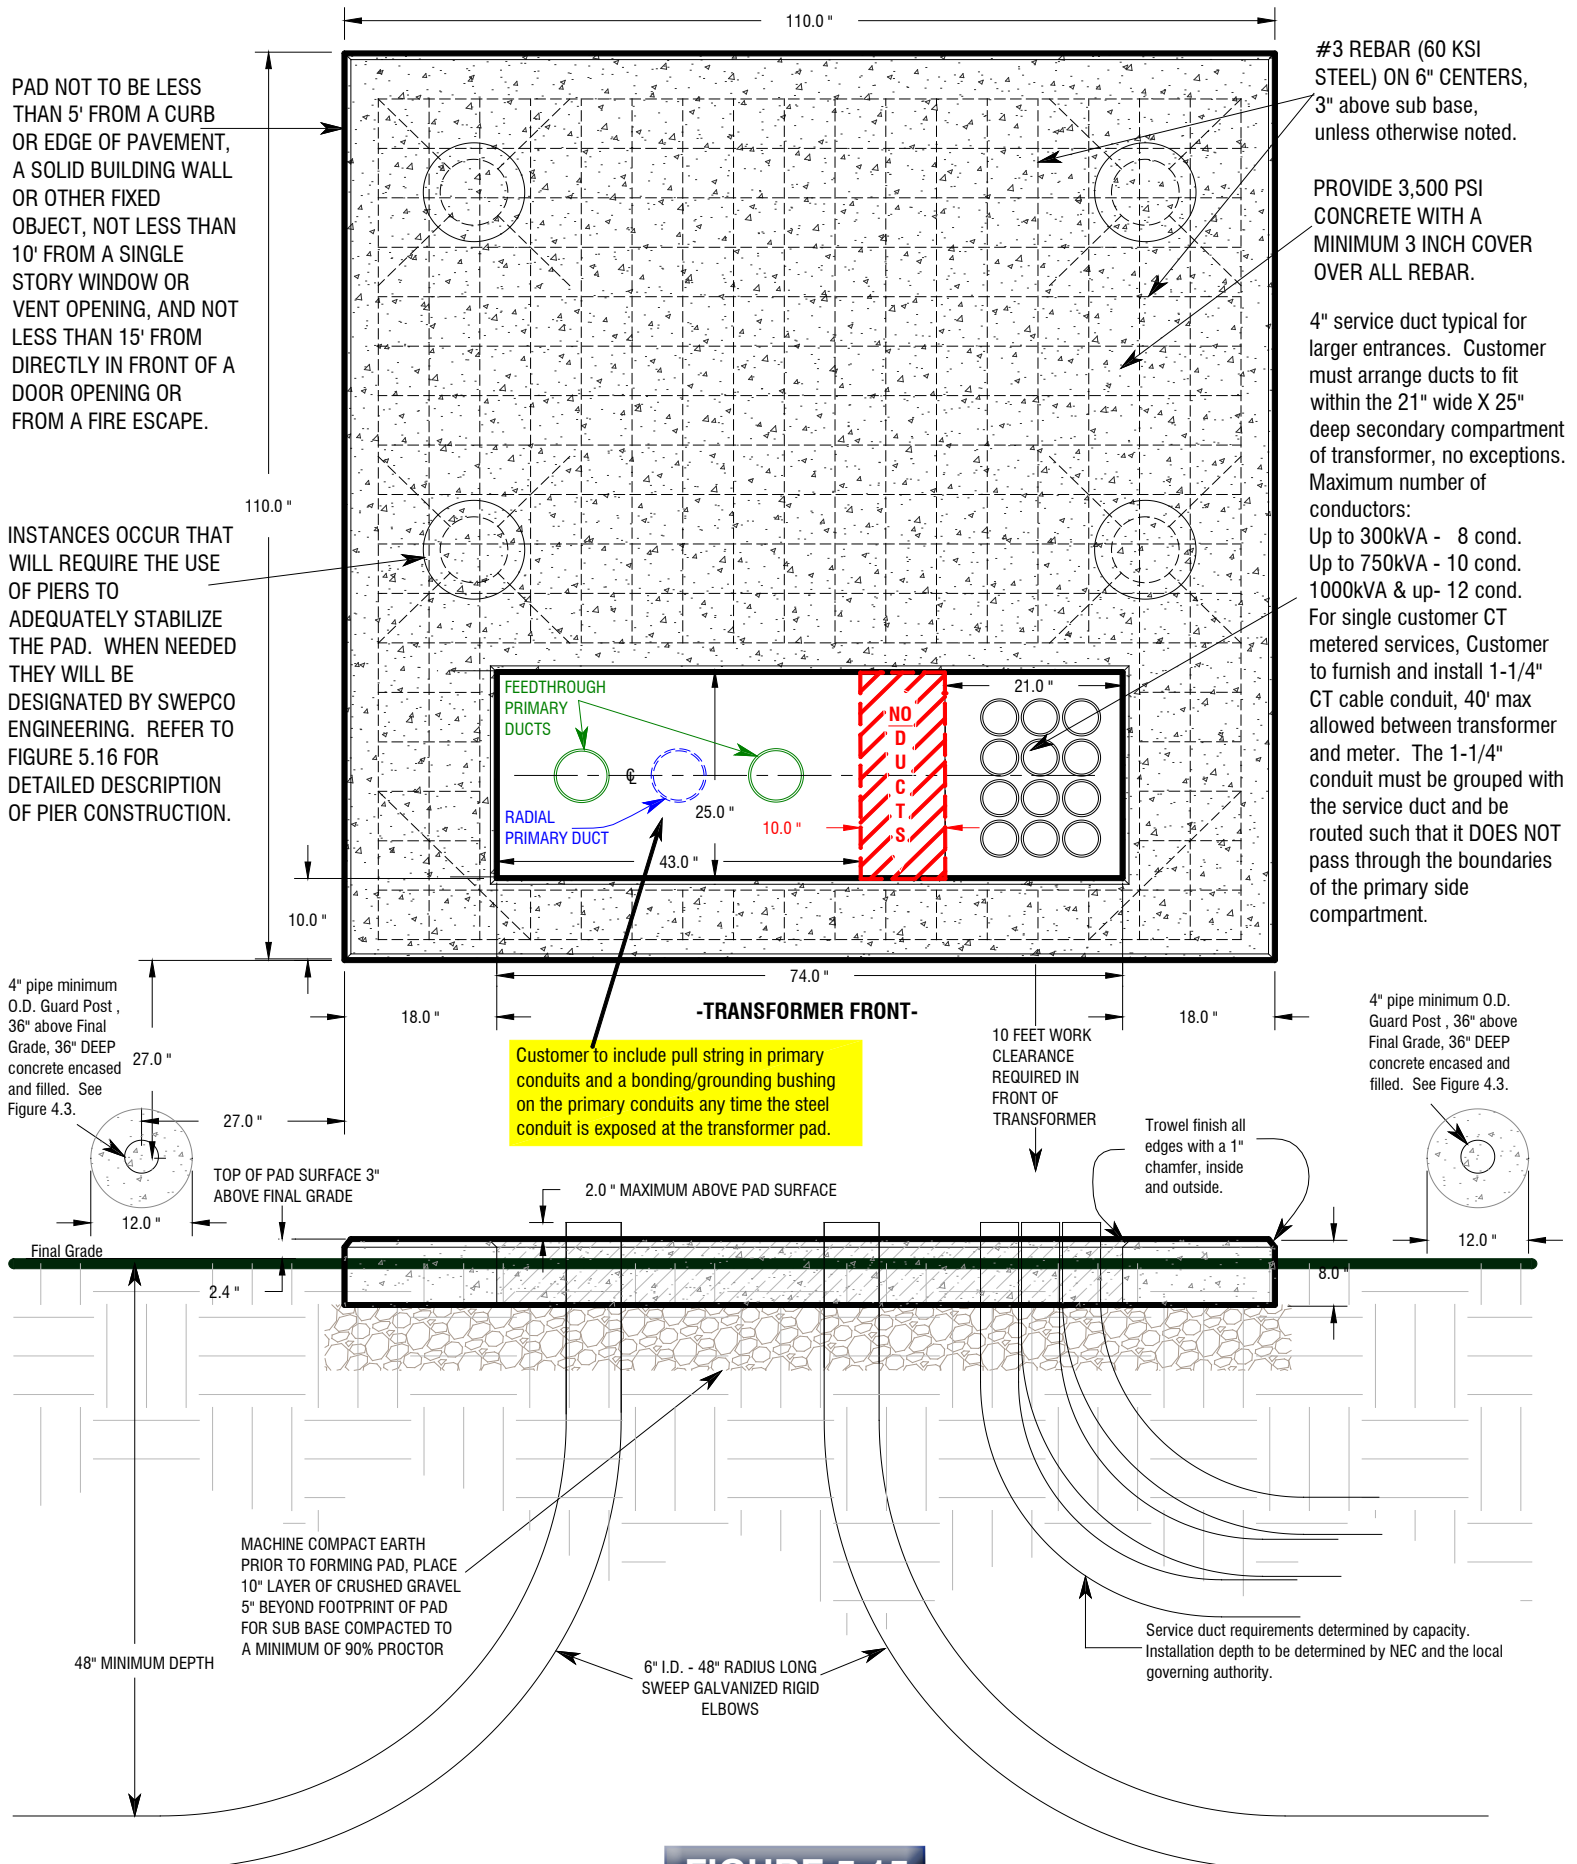 110.0 "
PAD NOT TO BE LESS
THAN 5' FROM A CURB
OR EDGE OF PAVEMENT,
A SOLID BUILDING WALL
OR OTHER FIXED
OBJECT, NOT LESS THAN
10' FROM A SINGLE
STORY WINDOW OR
VENT OPENING, AND NOT
LESS THAN 15' FROM
DIRECTLY IN FRONT OF A
DOOR OPENING OR
FROM A FIRE ESCAPE.
110.0 "
INSTANCES OCCUR THAT
WILL REQUIRE THE USE
OF PIERS TO
ADEQUATELY STABILIZE
THE PAD. WHEN NEEDED
THEY WILL BE
DESIGNATED BY SWEPCO
ENGINEERING. REFER TO
FIGURE 5.16 FOR
DETAILED DESCRIPTION
OF PIER CONSTRUCTION.
#3 REBAR (60 KSI
STEEL) ON 6" CENTERS,
3" above sub base,
unless otherwise noted.
PROVIDE 3,500 PSI
CONCRETE WITH A
MINIMUM 3 INCH COVER
OVER ALL REBAR.
4" service duct typical for
larger entrances. Customer
must arrange ducts to fit
within the 21" wide X 25"
deep secondary compartment
of transformer, no exceptions.
Maximum number of
conductors:
Up to 300kVA - 8 cond.
Up to 750kVA - 10 cond.
1000kVA & up- 12 cond.
For single customer CT
metered services, Customer
to furnish and install 1-1/4"
CT cable conduit, 40' max
allowed between transformer
and meter. The 1-1/4"
conduit must be grouped with
the service duct and be
routed such that it DOES NOT
pass through the boundaries
of the primary side
compartment.
FEEDTHROUGH
PRIMARY
DUCTS
RADIAL
PRIMARY DUCT
℄
25.0 "
43.0 "
10.0 "
NO
D
U
C
T
S
21.0 "
10.0 "
74.0 "
18.0 "
-TRANSFORMER FRONT-
18.0 "
4" pipe minimum
O.D. Guard Post ,
36" above Final
Grade, 36" DEEP
concrete encased
and filled. See
Figure 4.3.
27.0 "
27.0 "
12.0 "
Customer to include pull string in primary
conduits and a bonding/grounding bushing
on the primary conduits any time the steel
conduit is exposed at the transformer pad.
10 FEET WORK
CLEARANCE
REQUIRED IN
FRONT OF
TRANSFORMER
4" pipe minimum O.D.
Guard Post , 36" above
Final Grade, 36" DEEP
concrete encased and
filled. See Figure 4.3.
12.0 "
Trowel finish all
edges with a 1"
chamfer, inside
and outside.
TOP OF PAD SURFACE 3"
ABOVE FINAL GRADE
2.0 " MAXIMUM ABOVE PAD SURFACE
Final Grade
2.4 "
8.0 "
MACHINE COMPACT EARTH
PRIOR TO FORMING PAD, PLACE
10" LAYER OF CRUSHED GRAVEL
5" BEYOND FOOTPRINT OF PAD
FOR SUB BASE COMPACTED TO
A MINIMUM OF 90% PROCTOR
48" MINIMUM DEPTH
6" I.D. - 48" RADIUS LONG
SWEEP GALVANIZED RIGID
ELBOWS
Service duct requirements determined by capacity.
Installation depth to be determined by NEC and the local
governing authority.
FIGURE 5.15